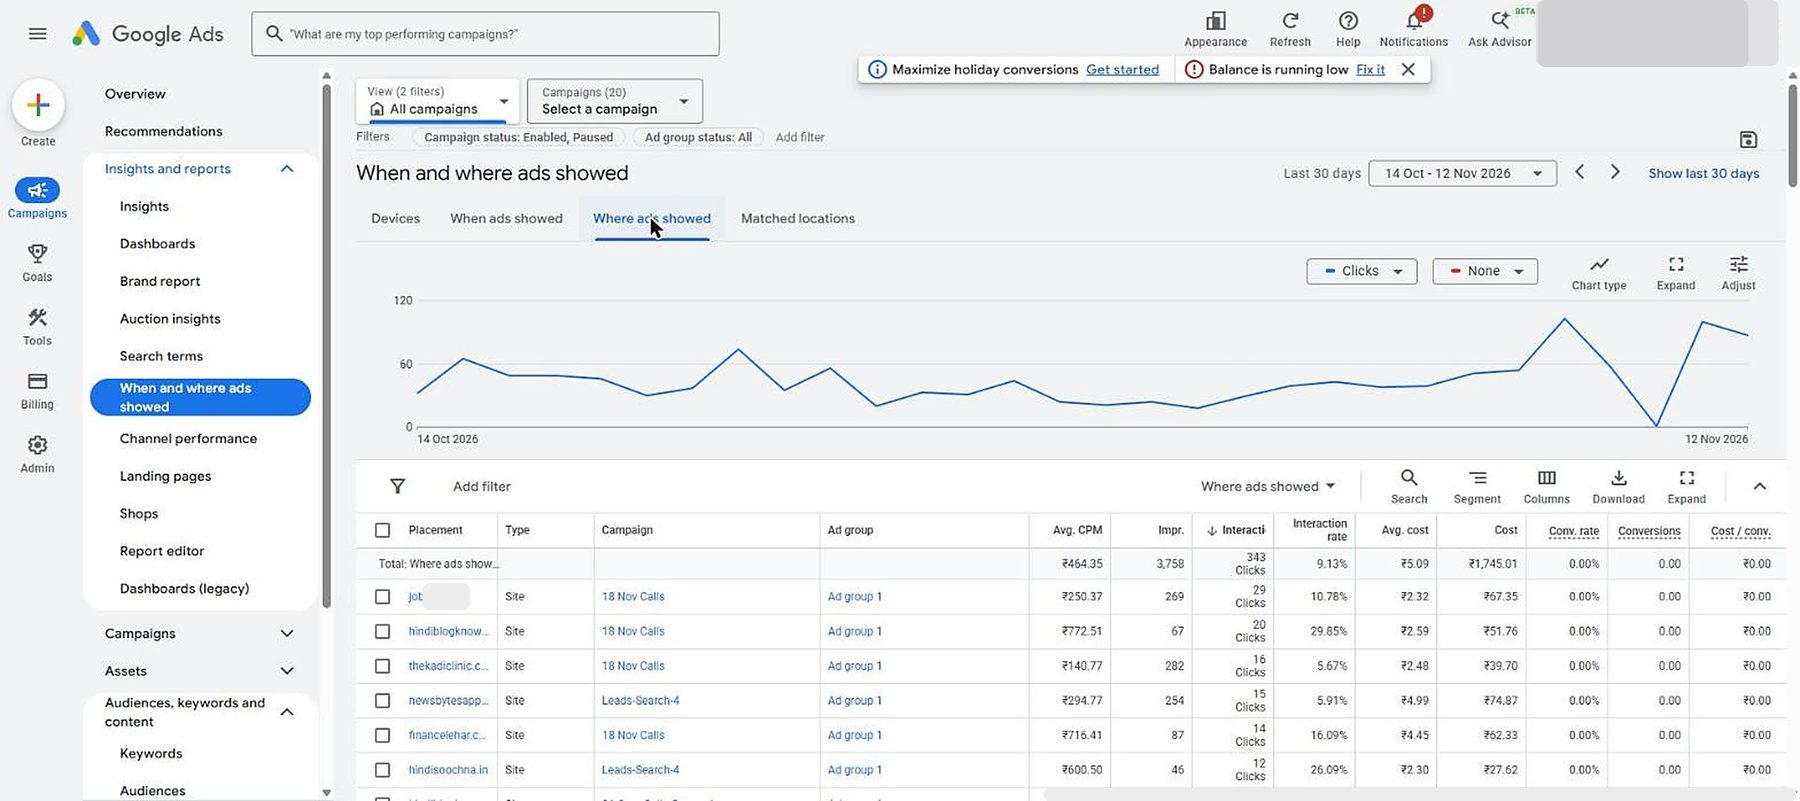 Google Ads
"What are my top performing campaigns?"
Appearance
Refresh
Help
!
Notifications
Ask Advisor
BETA
Maximize holiday conversions Get started
Balance is running low Fix it
Create
Campaigns
Goals
Tools
Billing
Admin
Overview
Recommendations
Insights and reports
Insights
Dashboards
Brand report
Auction insights
Search terms
When and where ads
showed
Channel performance
Landing pages
Shops
Report editor
Dashboards (legacy)
Campaigns
Assets
Audiences, keywords and
content
Keywords
Audiences
View (2 filters)
All campaigns
Campaigns (20)
Select a campaign
Filters
Campaign status: Enabled, Paused
Ad group status: All
Add filter
When and where ads showed
Last 30 days
14 Oct - 12 Nov 2026
Show last 30 days
Devices
When ads showed
Where ads showed
Matched locations
Clicks
None
Chart type
Expand
Adjust
120
60
0
14 Oct 2026
12 Nov 2026
Add filter
Where ads showed
Search
Segment
Columns
Download
Expand
Placement Type Campaign Ad group Avg. CPM Impr. Interacti Interaction rate Avg. cost Cost Conv. rate Conversions Cost / conv.
Total: Where ads show... ₹464.35 3,758 343 Clicks 9.13% ₹5.09 ₹1,745.01 0.00% 0.00 ₹0.00
Site 18 Nov Calls Ad group 1 ₹250.37 269 29 Clicks 10.78% ₹2.32 ₹67.35 0.00% 0.00 ₹0.00
hindiblogknow... Site 18 Nov Calls Ad group 1 ₹772.51 67 20 Clicks 29.85% ₹2.59 ₹51.76 0.00% 0.00 ₹0.00
thekadiclinic.c... Site 18 Nov Calls Ad group 1 ₹140.77 282 16 Clicks 5.67% ₹2.48 ₹39.70 0.00% 0.00 ₹0.00
newsbytesapp... Site Leads-Search-4 Ad group 1 ₹294.77 254 15 Clicks 5.91% ₹4.99 ₹74.87 0.00% 0.00 ₹0.00
financelehar.c... Site 18 Nov Calls Ad group 1 ₹716.41 87 14 Clicks 16.09% ₹4.45 ₹62.33 0.00% 0.00 ₹0.00
hindisoochna.in Site Leads-Search-4 Ad group 1 ₹600.50 46 12 Clicks 26.09% ₹2.30 ₹27.62 0.00% 0.00 ₹0.00